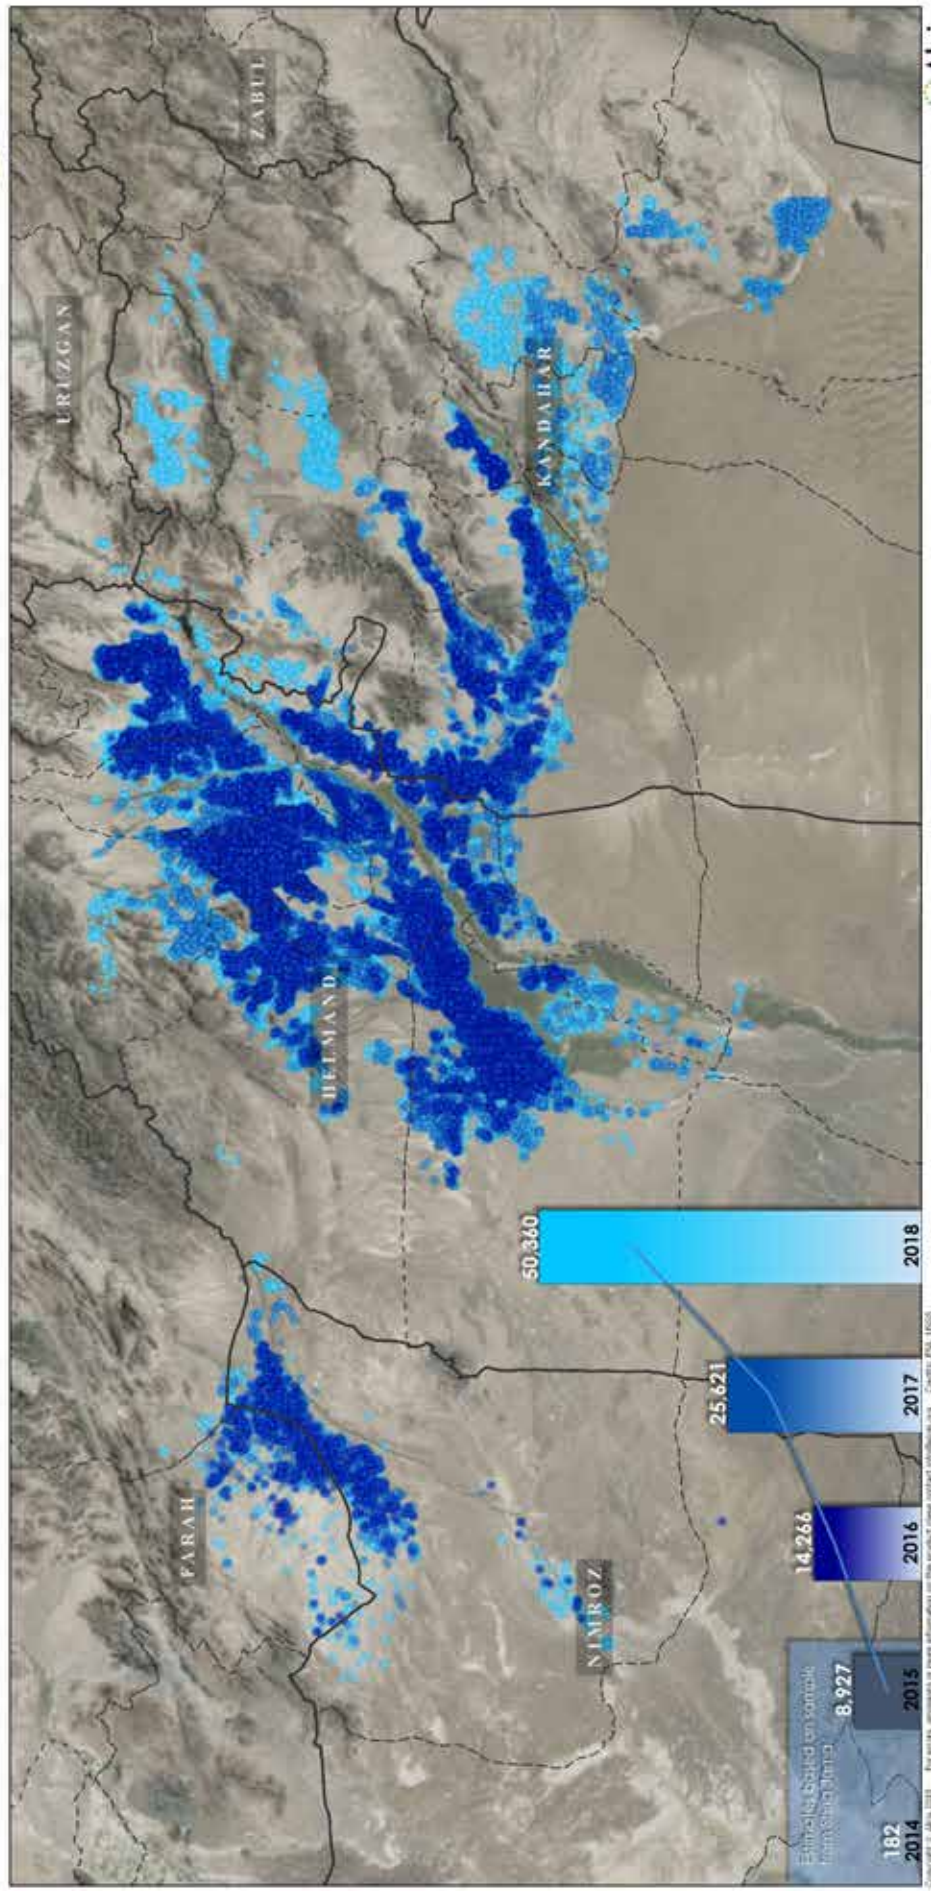 URUZGAN
ZABUL
FARAH
HELMAND
KANDAHAR
NIMROZ
Estimates based on sample
from
182
2014
8,927
2015
14,266
2016
25,621
2017
50,360
2018